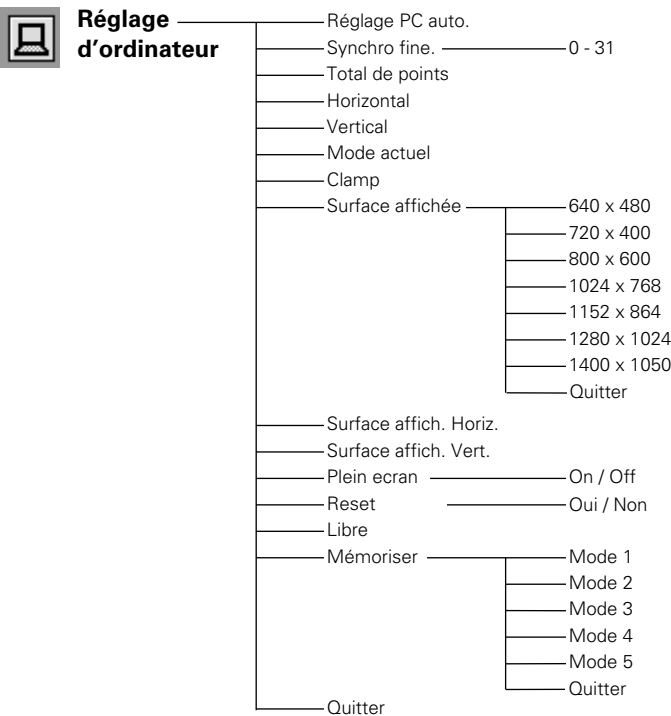 Réglage
d’ordinateur
Réglage PC auto.
Synchro fine. 0 - 31
Total de points
Horizontal
Vertical
Mode actuel
Clamp
Surface affichée 640 x 480
720 x 400
800 x 600
1024 x 768
1152 x 864
1280 x 1024
1400 x 1050
Quitter
Surface affich. Horiz.
Surface affich. Vert.
Plein ecran On / Off
Reset Oui / Non
Libre
Mémoriser Mode 1
Mode 2
Mode 3
Mode 4
Mode 5
Quitter
Quitter